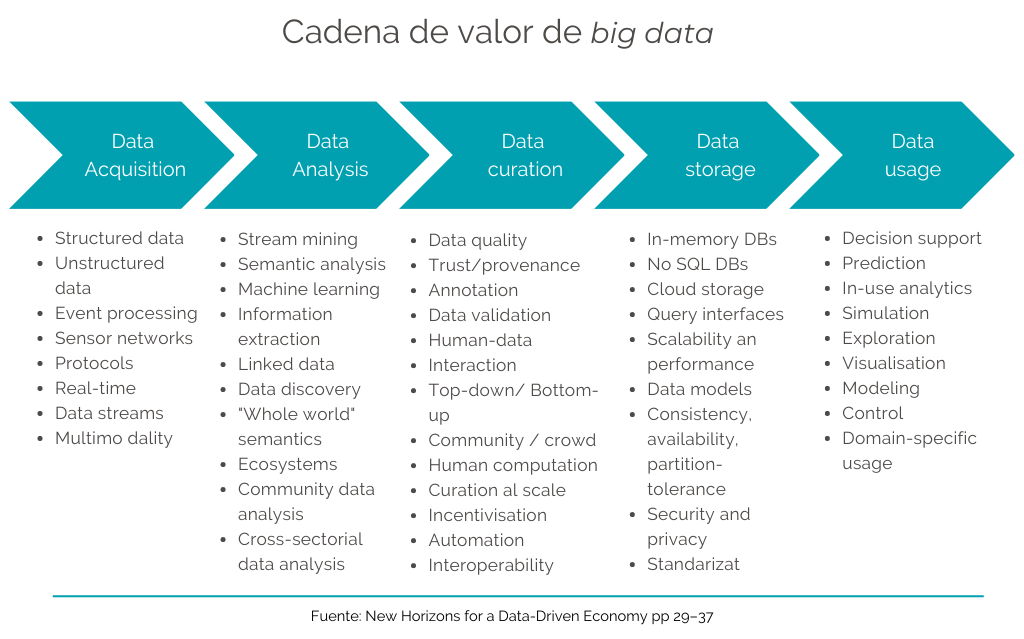 Cadena de valor de big data
Data
Acquisition
Data
Analysis
Data
curation
Data
storage
Data
usage
Structured data
Unstructured
data
Event processing
Sensor networks
Protocols
Real-time
Data streams
Multimo dality
Stream mining
Semantic analysis
Machine learning
Information
extraction
Linked data
Data discovery
"Whole world"
semantics
Ecosystems
Community data
analysis
Cross-sectorial
data analysis
Data quality
Trust/provenance
Annotation
Data validation
Human-data
Interaction
Top-down/ Bottom-
up
Community / crowd
Human computation
Curation al scale
Incentivisation
Automation
Interoperability
In-memory DBs
No SQL DBs
Cloud storage
Query interfaces
Scalability an
performance
Data models
Consistency,
availability,
partition-
tolerance
Security and
privacy
Standarizat
Decision support
Prediction
In-use analytics
Simulation
Exploration
Visualisation
Modeling
Control
Domain-specific
usage
Fuente: New Horizons for a Data-Driven Economy pp 29–37